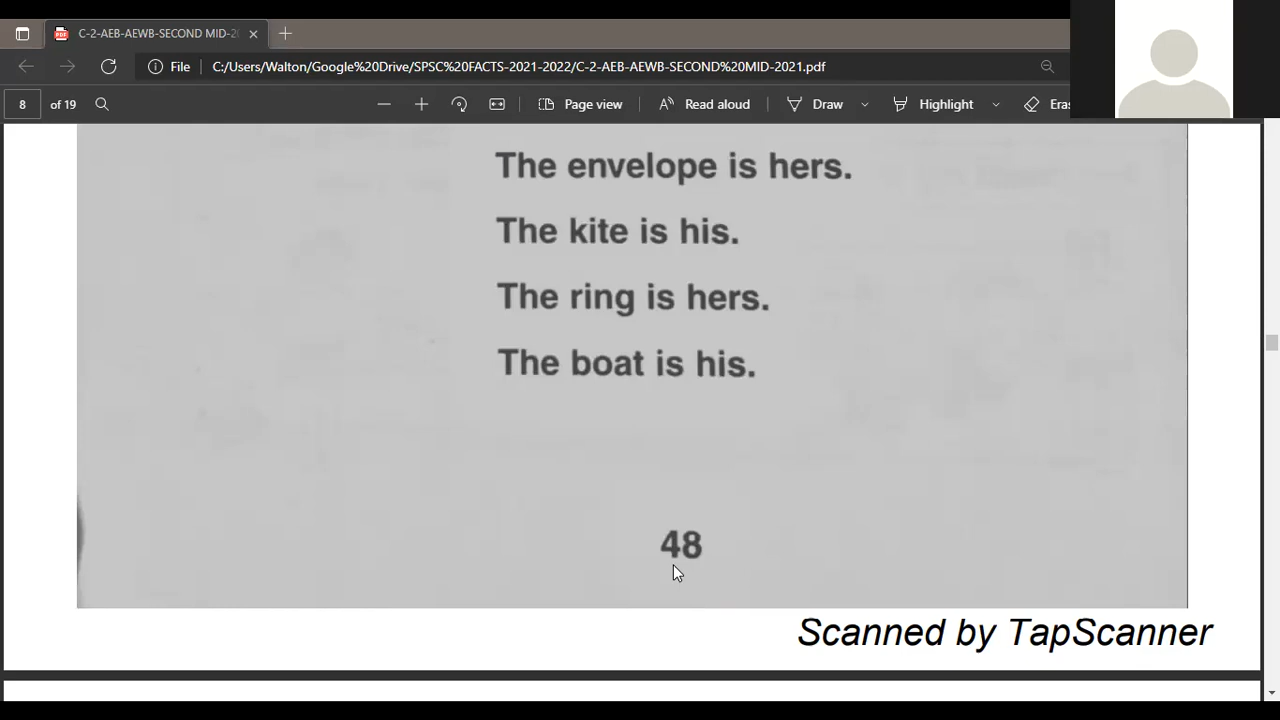 C-2-AEB-AEWB-SECOND MID-2
File
C:/Users/Walton/Google%20Drive/SPSC%20FACTS-2021-2022/C-2-AEB-AEWB-SECOND%20MID-2021.pdf
8 of 19
Page view
Read aloud
Draw
Highlight
Eras
The envelope is hers.
The kite is his.
The ring is hers.
The boat is his.
48
Scanned by TapScanner